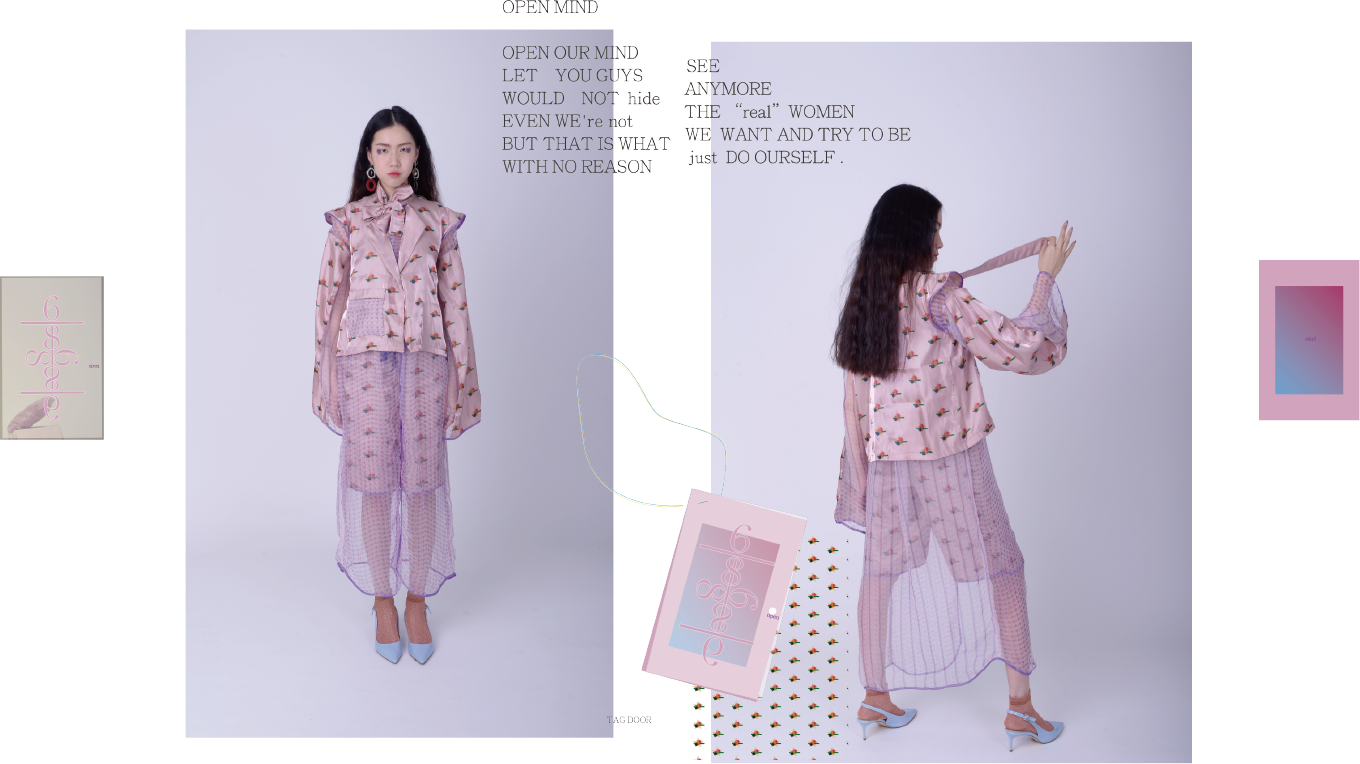 OPEN MIND
OPEN OUR MIND
LET YOU GUYS
WOULD NOT hide
EVEN WE're not
BUT THAT IS WHAT
WITH NO REASON
SEE
ANYMORE
THE “real” WOMEN
WE WANT AND TRY TO BE
just DO OURSELF .
open
TAG DOOR